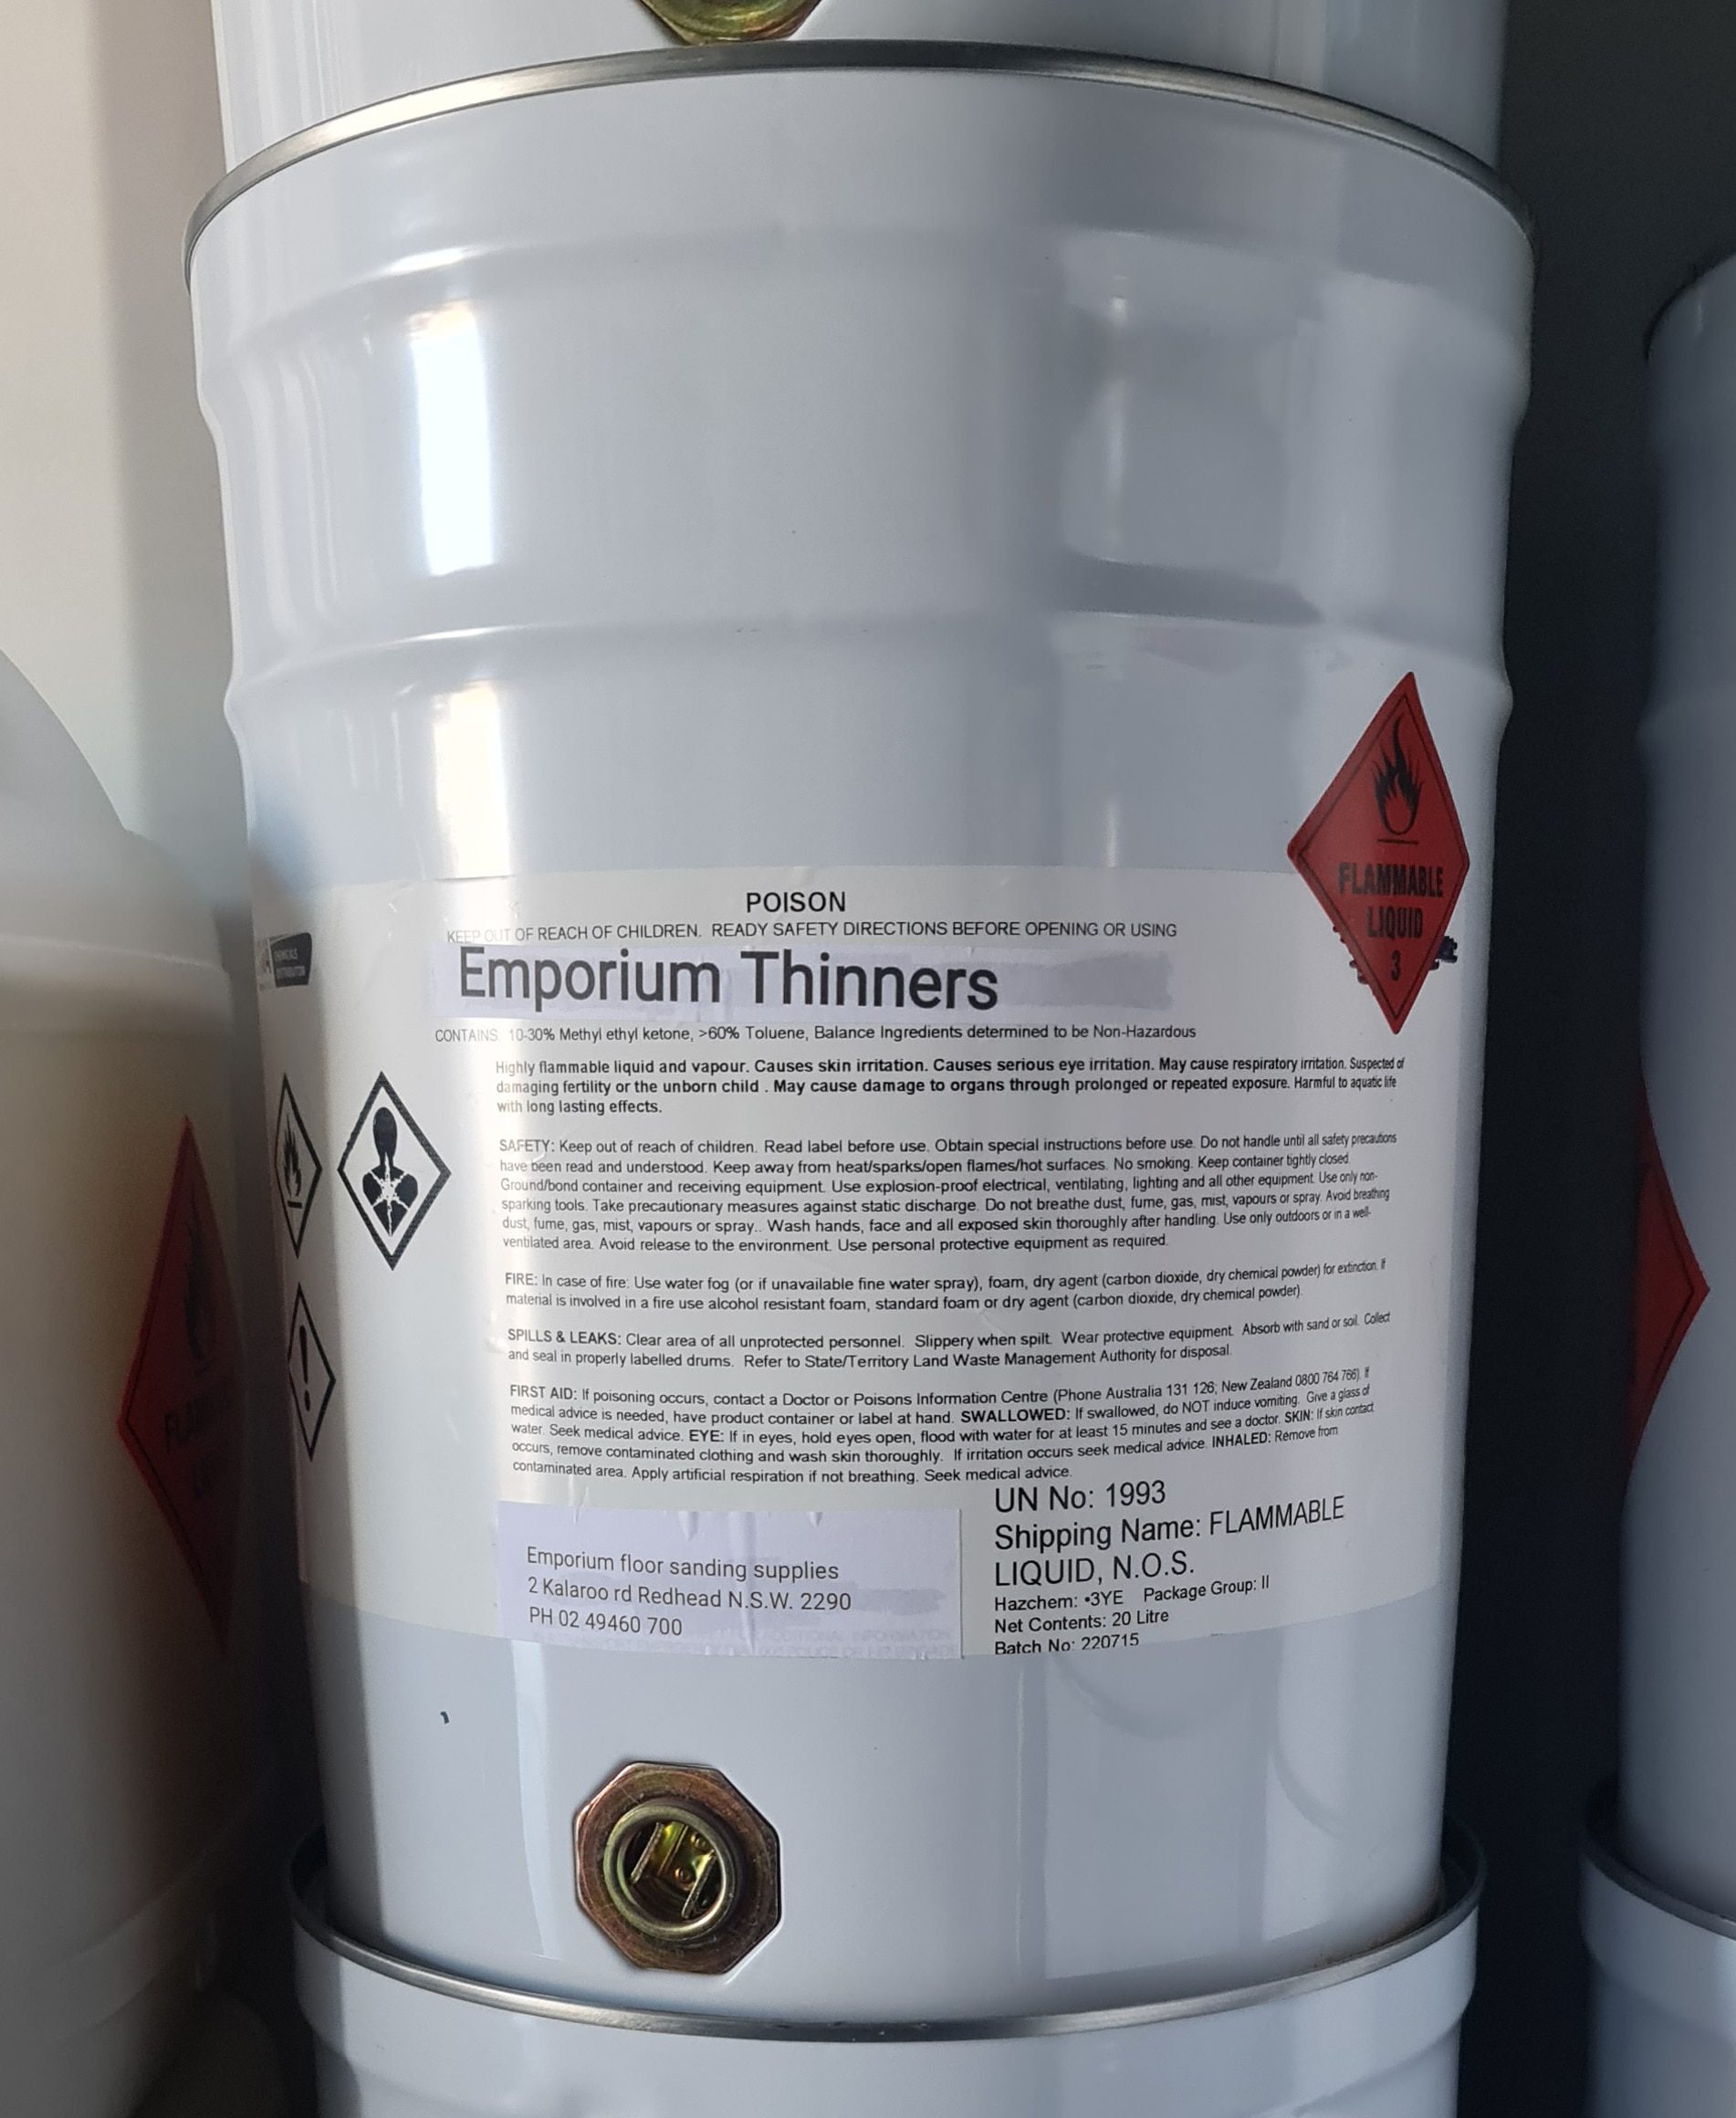 POISON
KEEP OUT OF REACH OF CHILDREN. READY SAFETY DIRECTIONS BEFORE OPENING OR USING
Emporium Thinners
CONTAINS 10-30% Methyl ethyl ketone, >60% Toluene, Balance Ingredients determined to be Non-Hazardous
Highly flammable liquid and vapour. Causes skin irritation. Causes serious eye irritation. May cause respiratory irritation. Suspected of
damaging fertility or the unborn child . May cause damage to organs through prolonged or repeated exposure. Harmful to aquatic life
with long lasting effects.
SAFETY: Keep out of reach of children. Read label before use. Obtain special instructions before use. Do not handle until all safety precautions
have been read and understood. Keep away from heat/sparks/open flames/hot surfaces. No smoking. Keep container tightly closed.
Ground/bond container and receiving equipment. Use explosion-proof electrical, ventilating, lighting and all other equipment. Use only non-
sparking tools. Take precautionary measures against static discharge. Do not breathe dust, fume, gas, mist, vapours or spray. Avoid breathing
dust, fume, gas, mist, vapours or spray.. Wash hands, face and all exposed skin thoroughly after handling. Use only outdoors or in a well-
ventilated area. Avoid release to the environment. Use personal protective equipment as required.
FIRE: In case of fire: Use water fog (or if unavailable fine water spray), foam, dry agent (carbon dioxide, dry chemical powder) for extinction. If
material is involved in a fire use alcohol resistant foam, standard foam or dry agent (carbon dioxide, dry chemical powder).
SPILLS & LEAKS: Clear area of all unprotected personnel. Slippery when spilt. Wear protective equipment. Absorb with sand or soil. Collect
and seal in properly labelled drums. Refer to State/Territory Land Waste Management Authority for disposal.
FIRST AID: If poisoning occurs, contact a Doctor or Poisons Information Centre (Phone Australia 131 126; New Zealand 0800 764 766). If
medical advice is needed, have product container or label at hand. SWALLOWED: If swallowed, do NOT induce vomiting. Give a glass of
water. Seek medical advice. EYE: If in eyes, hold eyes open, flood with water for at least 15 minutes and see a doctor. SKIN: If skin contact
occurs, remove contaminated clothing and wash skin thoroughly. If irritation occurs seek medical advice. INHALED: Remove from
contaminated area. Apply artificial respiration if not breathing. Seek medical advice.
Emporium floor sanding supplies
2 Kalaroo rd Redhead N.S.W. 2290
PH 02 49460 700
UN No: 1993
Shipping Name: FLAMMABLE
LIQUID, N.O.S.
Hazchem: •3YE Package Group: II
Net Contents: 20 Litre
Batch No: 220715
FLAMMABLE
LIQUID
3